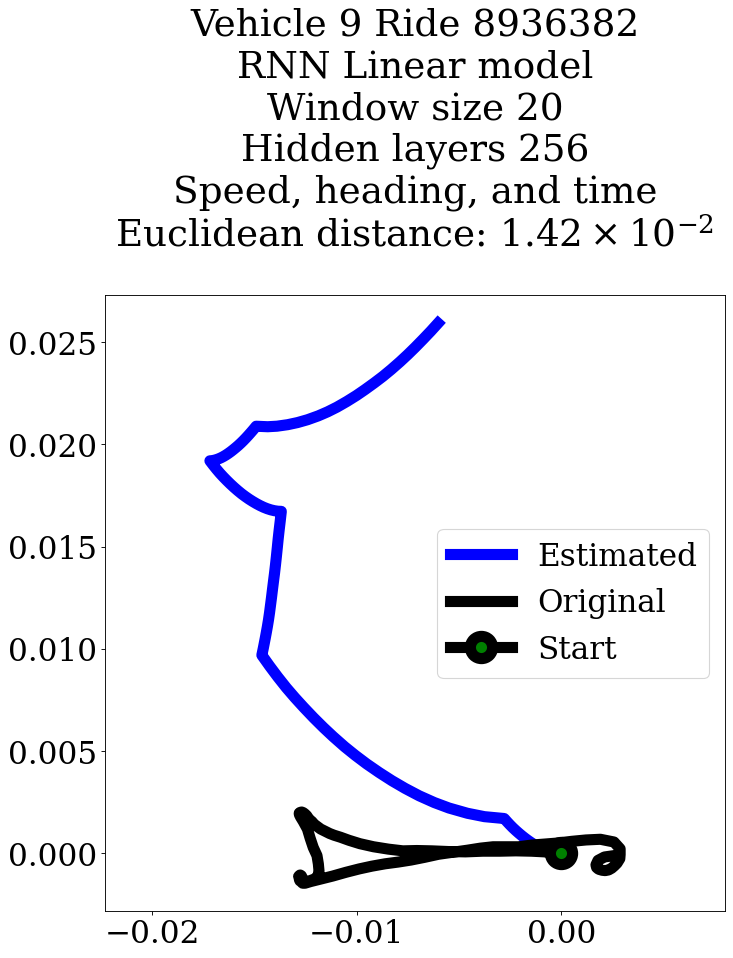 Vehicle 9 Ride 8936382
RNN Linear model
Window size 20
Hidden layers 256
Speed, heading, and time
Euclidean distance: 1.42 × 10⁻²
0.025
0.020
0.015
0.010
0.005
0.000
Estimated
Original
Start
−0.02 −0.01 0.00